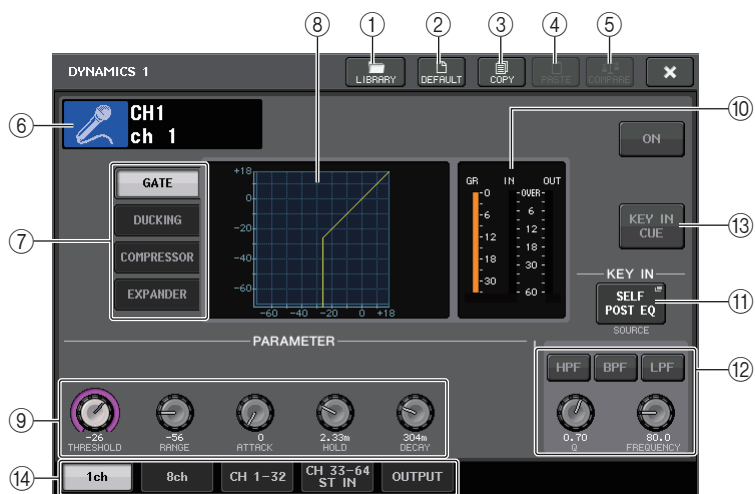 ① ② ③ ④ ⑤ ⑧
DYNAMICS 1
LIBRARY DEFAULT COPY PASTE COMPARE
⑥
CH1
ch 1
⑩
ON
⑦
GATE
DUCKING
COMPRESSOR
EXPANDER
+18
0
-20
-40
-60
-60 -40 -20 0 +18
GR IN OUT
0 OVER
6 6
12 12
18 18
30 30
60
KEY IN
CUE
⑬
KEY IN
SELF
POST EQ
⑪
SOURCE
PARAMETER
HPF BPF LPF
⑫
⑨
-26 -56 0 2.33m 304m
THRESHOLD RANGE ATTACK HOLD DECAY
0.70 80.0
Q FREQUENCY
⑭
1ch 8ch CH 1-32 CH 33-64
ST IN OUTPUT